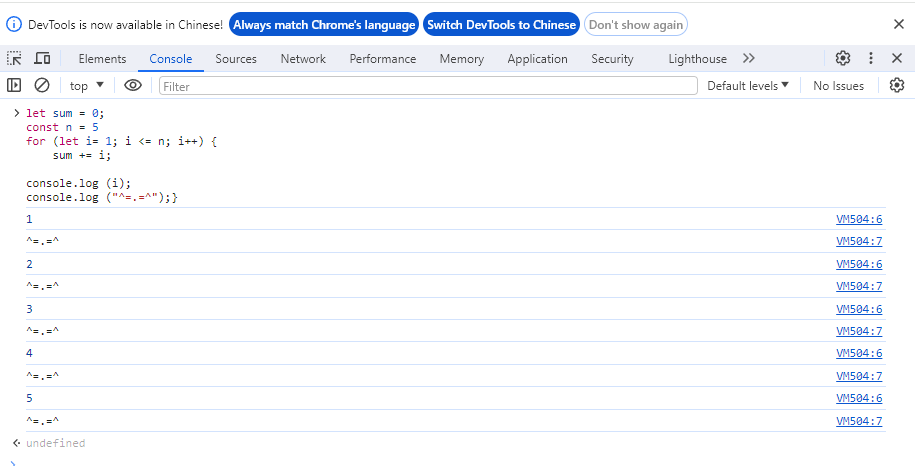 DevTools is now available in Chinese! Always match Chrome's language Switch DevTools to Chinese Don't show again
Elements Console Sources Network Performance Memory Application Security Lighthouse
top Filter Default levels No Issues
let sum = 0;
const n = 5
for (let i= 1; i <= n; i++) {
    sum += i;
console.log (i);
console.log ("^=.=^");}
1 VM504:6
^=.=^ VM504:7
2 VM504:6
^=.=^ VM504:7
3 VM504:6
^=.=^ VM504:7
4 VM504:6
^=.=^ VM504:7
5 VM504:6
^=.=^ VM504:7
undefined